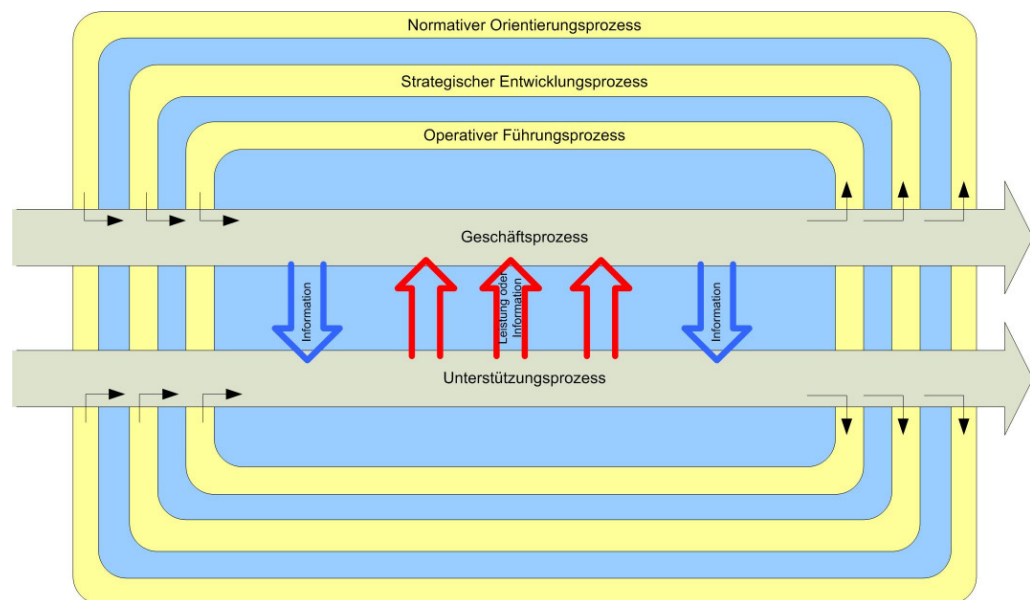 Normativer Orientierungsprozess
Strategischer Entwicklungsprozess
Operativer Führungsprozess
Geschäftsprozess
Information
Leistung oder
Information
Information
Unterstützungsprozess